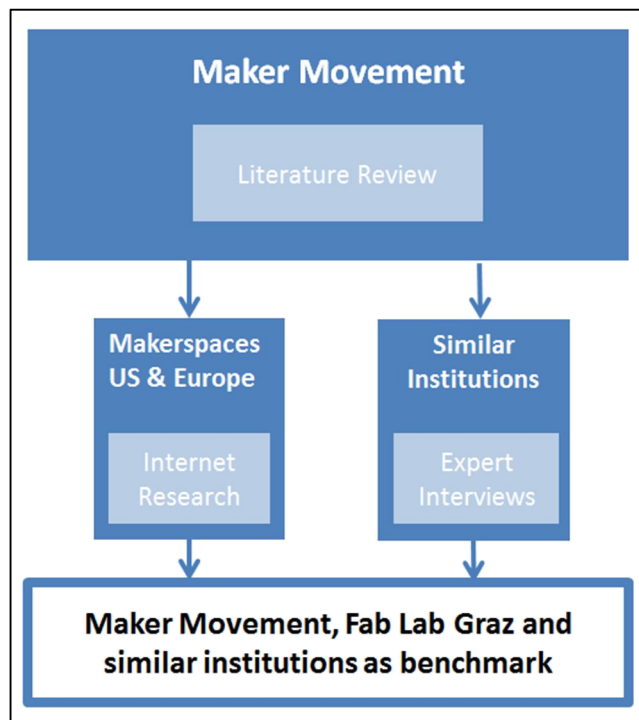 Maker Movement
Literature Review
Makerspaces
US & Europe
Internet
Research
Similar
Institutions
Expert
Interviews
Maker Movement, Fab Lab Graz and
similar institutions as benchmark